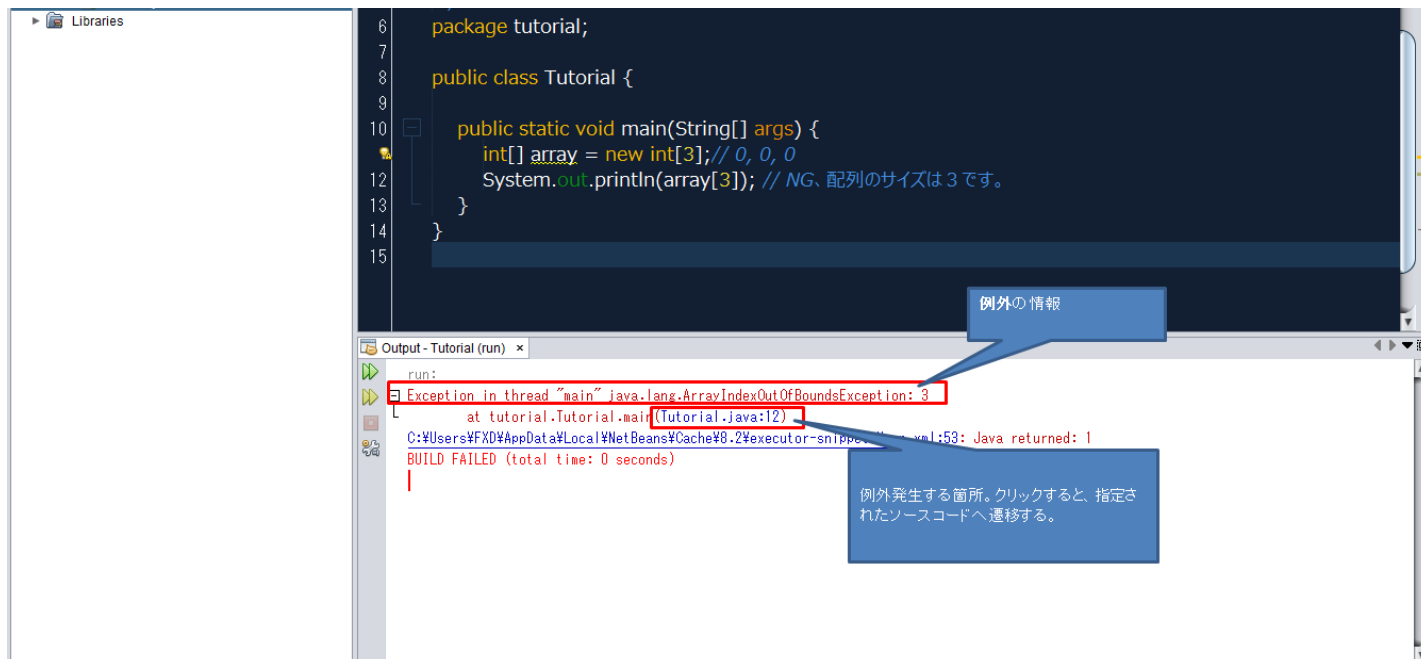 Libraries
6 package tutorial;
7
8 public class Tutorial {
9
10 public static void main(String[] args) {
int[] array = new int[3];// 0, 0, 0
12 System.out.println(array[3]); // NG、配列のサイズは３です。
13 }
14 }
15
例外の情報
Output - Tutorial (run) ×
run:
Exception in thread "main" java.lang.ArrayIndexOutOfBoundsException: 3
at tutorial.Tutorial.main(Tutorial.java:12)
C:¥Users¥FXD¥AppData¥Local¥NetBeans¥Cache¥8.2¥executor-snippets¥run.xml:53: Java returned: 1
BUILD FAILED (total time: 0 seconds)
例外発生する箇所。クリックすると、指定さ
れたソースコードへ遷移する。